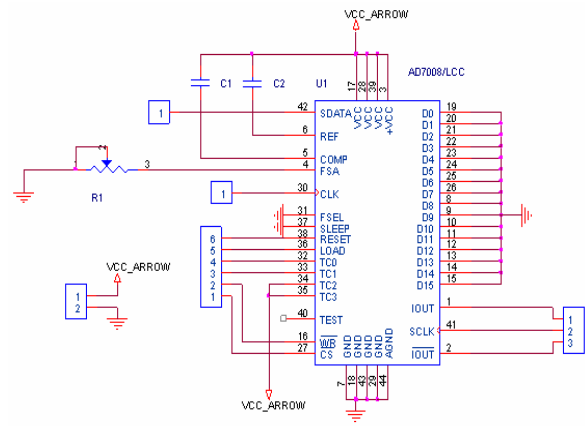 VCC_ARROW
AD7008/LCC
U1
C1
C2
17
28
39
3
VCC
VCC
VCC
+VCC
1
42
SDATA
6
REF
5
COMP
4
FSA
1
2
3
R1
1
30
CLK
31
FSEL
37
SLEEP
38
RESET
36
LOAD
32
TC0
33
TC1
34
TC2
35
TC3
40
TEST
16
WR
27
CS
6
5
4
3
2
1
D0
19
D1
20
D2
21
D3
22
D4
23
D5
24
D6
25
D7
26
D8
8
D9
9
D10
10
D11
11
D12
12
D13
13
D14
14
D15
15
IOUT
1
SCLK
41
IOUT
2
1
2
3
VCC_ARROW
1
2
GND
GND
GND
GND
AGND
7
18
43
29
44
VCC_ARROW